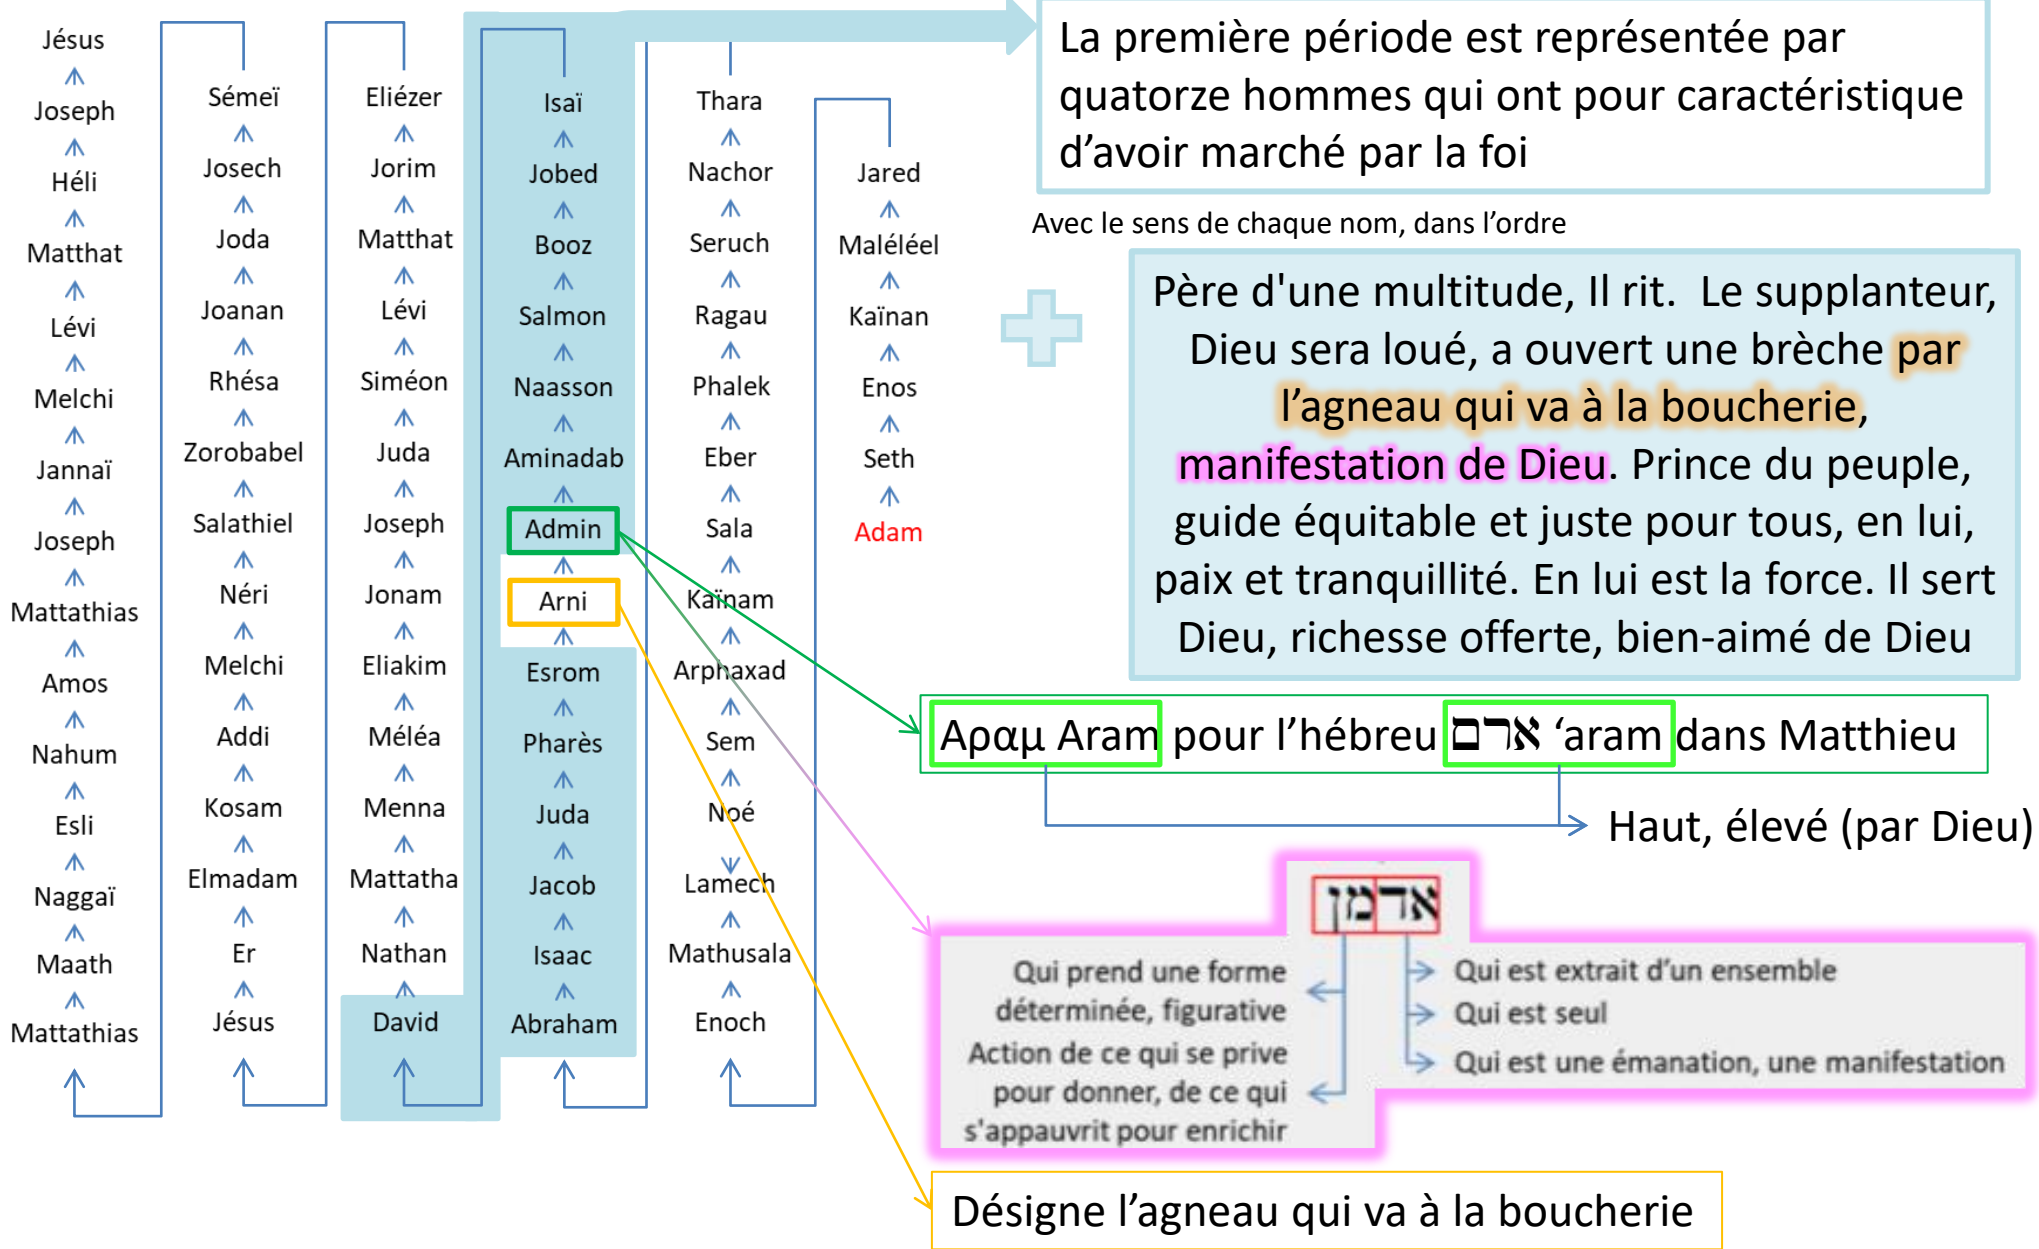 Jésus
Joseph
Héli
Matthat
Lévi
Melchi
Jannaï
Joseph
Mattathias
Amos
Nahum
Esli
Naggaï
Maath
Mattathias
Sémeï
Josech
Joda
Joanan
Rhésa
Zorobabel
Salathiel
Néri
Melchi
Addi
Kosam
Elmadam
Er
Jésus
Eliézer
Jorim
Matthat
Lévi
Siméon
Juda
Joseph
Jonam
Eliakim
Méléa
Menna
Mattatha
Nathan
David
Isaï
Jobed
Booz
Salmon
Naasson
Aminadab
Admin
Arni
Esrom
Pharès
Juda
Jacob
Isaac
Abraham
Thara
Nachor
Seruch
Ragau
Phalek
Eber
Sala
Kaïnam
Arphaxad
Sem
Noé
Lamech
Mathusala
Enoch
Jared
Maléléel
Kaïnan
Enos
Seth
Adam
La première période est représentée par
quatorze hommes qui ont pour caractéristique
d’avoir marché par la foi
Avec le sens de chaque nom, dans l’ordre
Père d'une multitude, Il rit.  Le supplanteur,
Dieu sera loué, a ouvert une brèche par
l’agneau qui va à la boucherie,
manifestation de Dieu. Prince du peuple,
guide équitable et juste pour tous, en lui,
paix et tranquillité. En lui est la force. Il sert
Dieu, richesse offerte, bien-aimé de Dieu
Αραμ Aram pour l’hébreu ארם ‘aram dans Matthieu
Haut, élevé (par Dieu)
אדמן
Qui prend une forme
déterminée, figurative
Action de ce qui se prive
pour donner, de ce qui
s'appauvrit pour enrichir
Qui est extrait d’un ensemble
Qui est seul
Qui est une émanation, une manifestation
Désigne l’agneau qui va à la boucherie